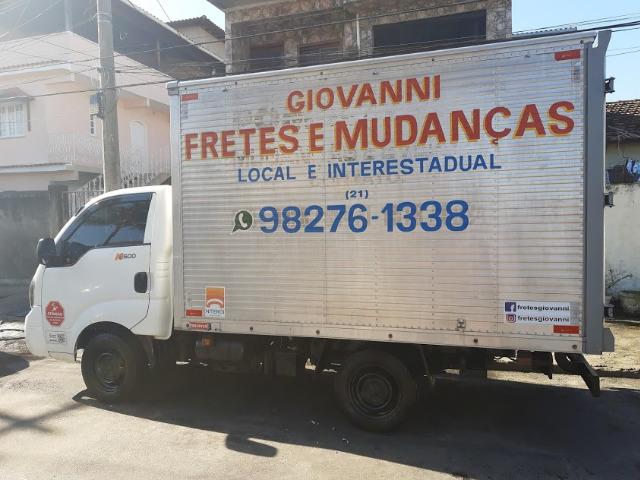 GIOVANNI
FRETES E MUDANÇAS
LOCAL E INTERESTADUAL
(21)
98276-1338
fretesgiovanni
fretesgiovanni